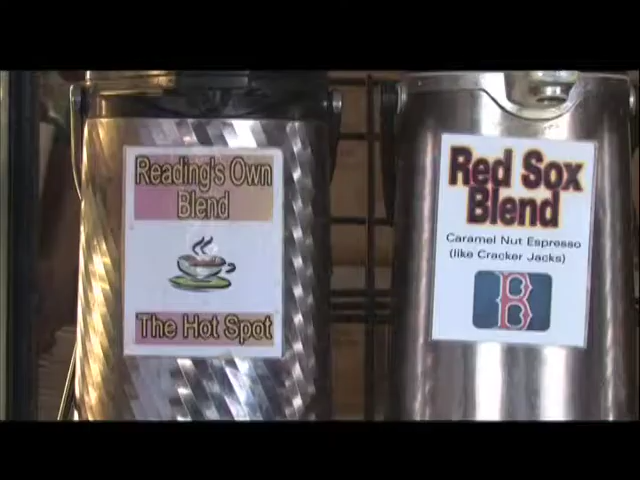 Reading's Own
Blend
The Hot Spot
Red Sox
Blend
Caramel Nut Espresso
(like Cracker Jacks)
B